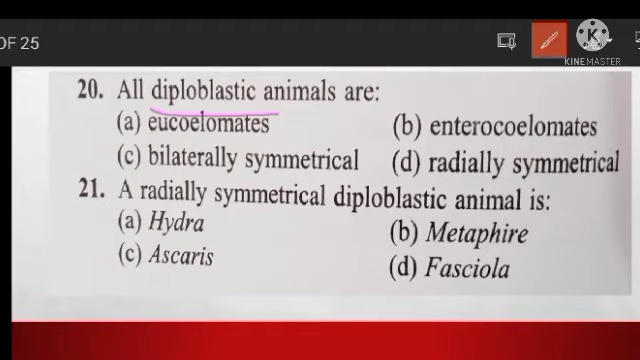 OF 25
KINEMASTER
20. All diploblastic animals are:
(a) eucoelomates (b) enterocoelomates
(c) bilaterally symmetrical (d) radially symmetrical
21. A radially symmetrical diploblastic animal is:
(a) Hydra (b) Metaphire
(c) Ascaris (d) Fasciola